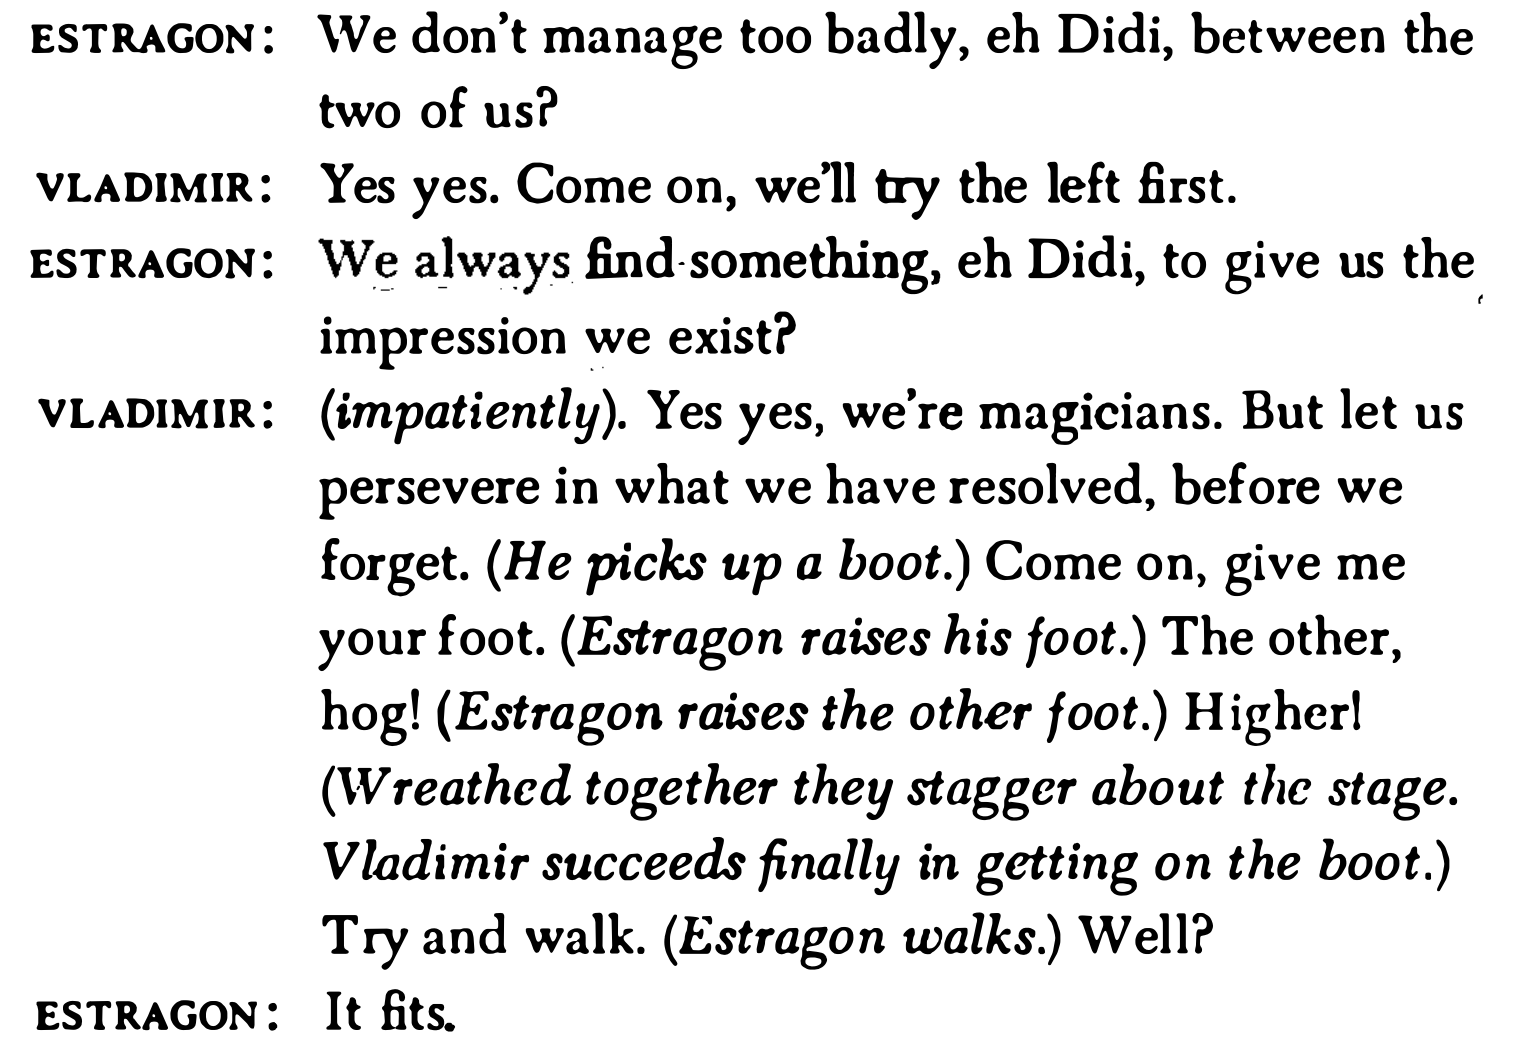 ESTRAGON: We don't manage too badly, eh Didi, between the
two of us?
VLADIMIR: Yes yes. Come on, we'll try the left first.
ESTRAGON: We always find something, eh Didi, to give us the
impression we exist?
VLADIMIR: (impatiently). Yes yes, we're magicians. But let us
persevere in what we have resolved, before we
forget. (He picks up a boot.) Come on, give me
your foot. (Estragon raises his foot.) The other,
hog! (Estragon raises the other foot.) Higher!
(Wreathed together they stagger about the stage.
Vladimir succeeds finally in getting on the boot.)
Try and walk. (Estragon walks.) Well?
ESTRAGON: It fits.